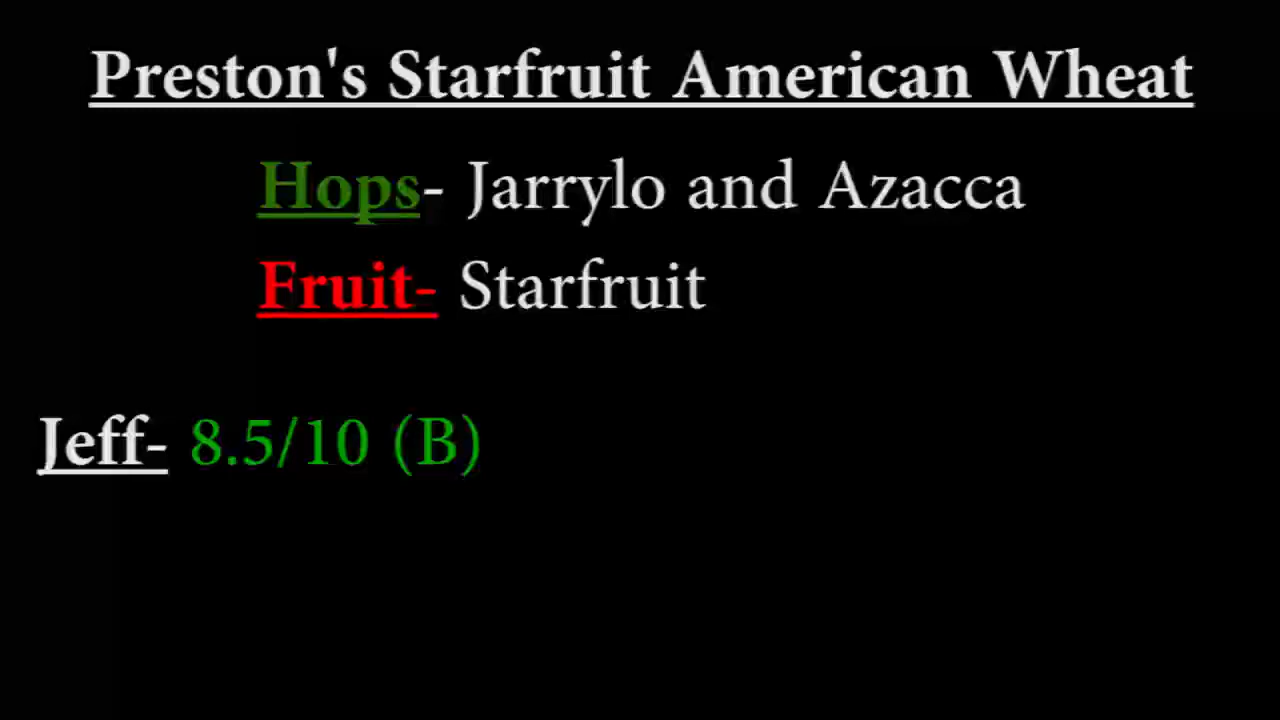 Preston's Starfruit American Wheat
Hops- Jarrylo and Azacca
Fruit- Starfruit
Jeff- 8.5/10 (B)